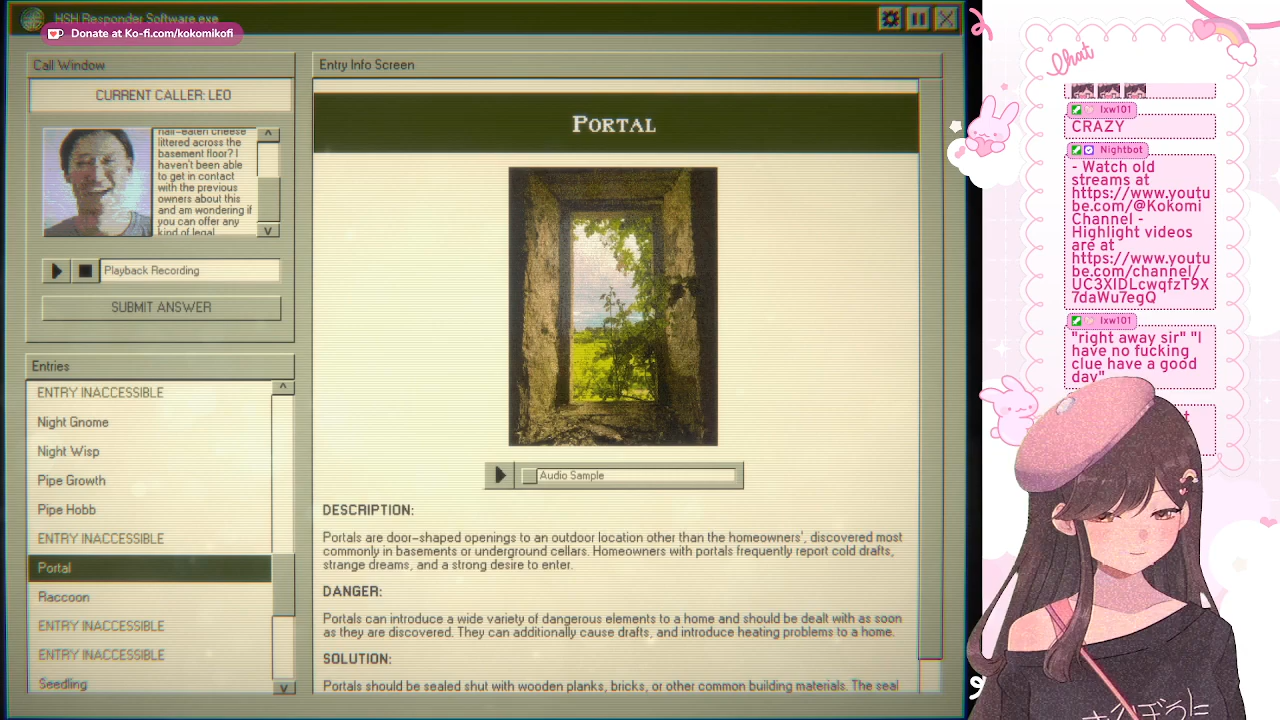 HSH Responder Software.exe
Donate at Ko-fi.com/kokomikofi
Call Window
CURRENT CALLER: LEO
half-eaten cheese
littered across the
basement floor? I
haven't been able
to get in contact
with the previous
owners about this
and am wondering if
you can offer any
kind of legal
Playback Recording
SUBMIT ANSWER
Entries
ENTRY INACCESSIBLE
Night Gnome
Night Wisp
Pipe Growth
Pipe Hobb
ENTRY INACCESSIBLE
Portal
Raccoon
ENTRY INACCESSIBLE
ENTRY INACCESSIBLE
Seedling
Entry Info Screen
PORTAL
Audio Sample
DESCRIPTION:
Portals are door-shaped openings to an outdoor location other than the homeowners', discovered most
commonly in basements or underground cellars. Homeowners with portals frequently report cold drafts,
strange dreams, and a strong desire to enter.
DANGER:
Portals can introduce a wide variety of dangerous elements to a home and should be dealt with as soon
as they are discovered. They can additionally cause drafts, and introduce heating problems to a home.
SOLUTION:
Portals should be sealed shut with wooden planks, bricks, or other common building materials. The seal
Chat
lxw101
CRAZY
Nightbot
- Watch old
streams at
https://www.youtu
be.com/@Kokomi
Channel -
Highlight videos
are at
https://www.youtu
be.com/channel/
UC3XIDLcwqfzT9X
7daWu7egQ
lxw101
"right away sir" "I
have no fucking
clue have a good
day"